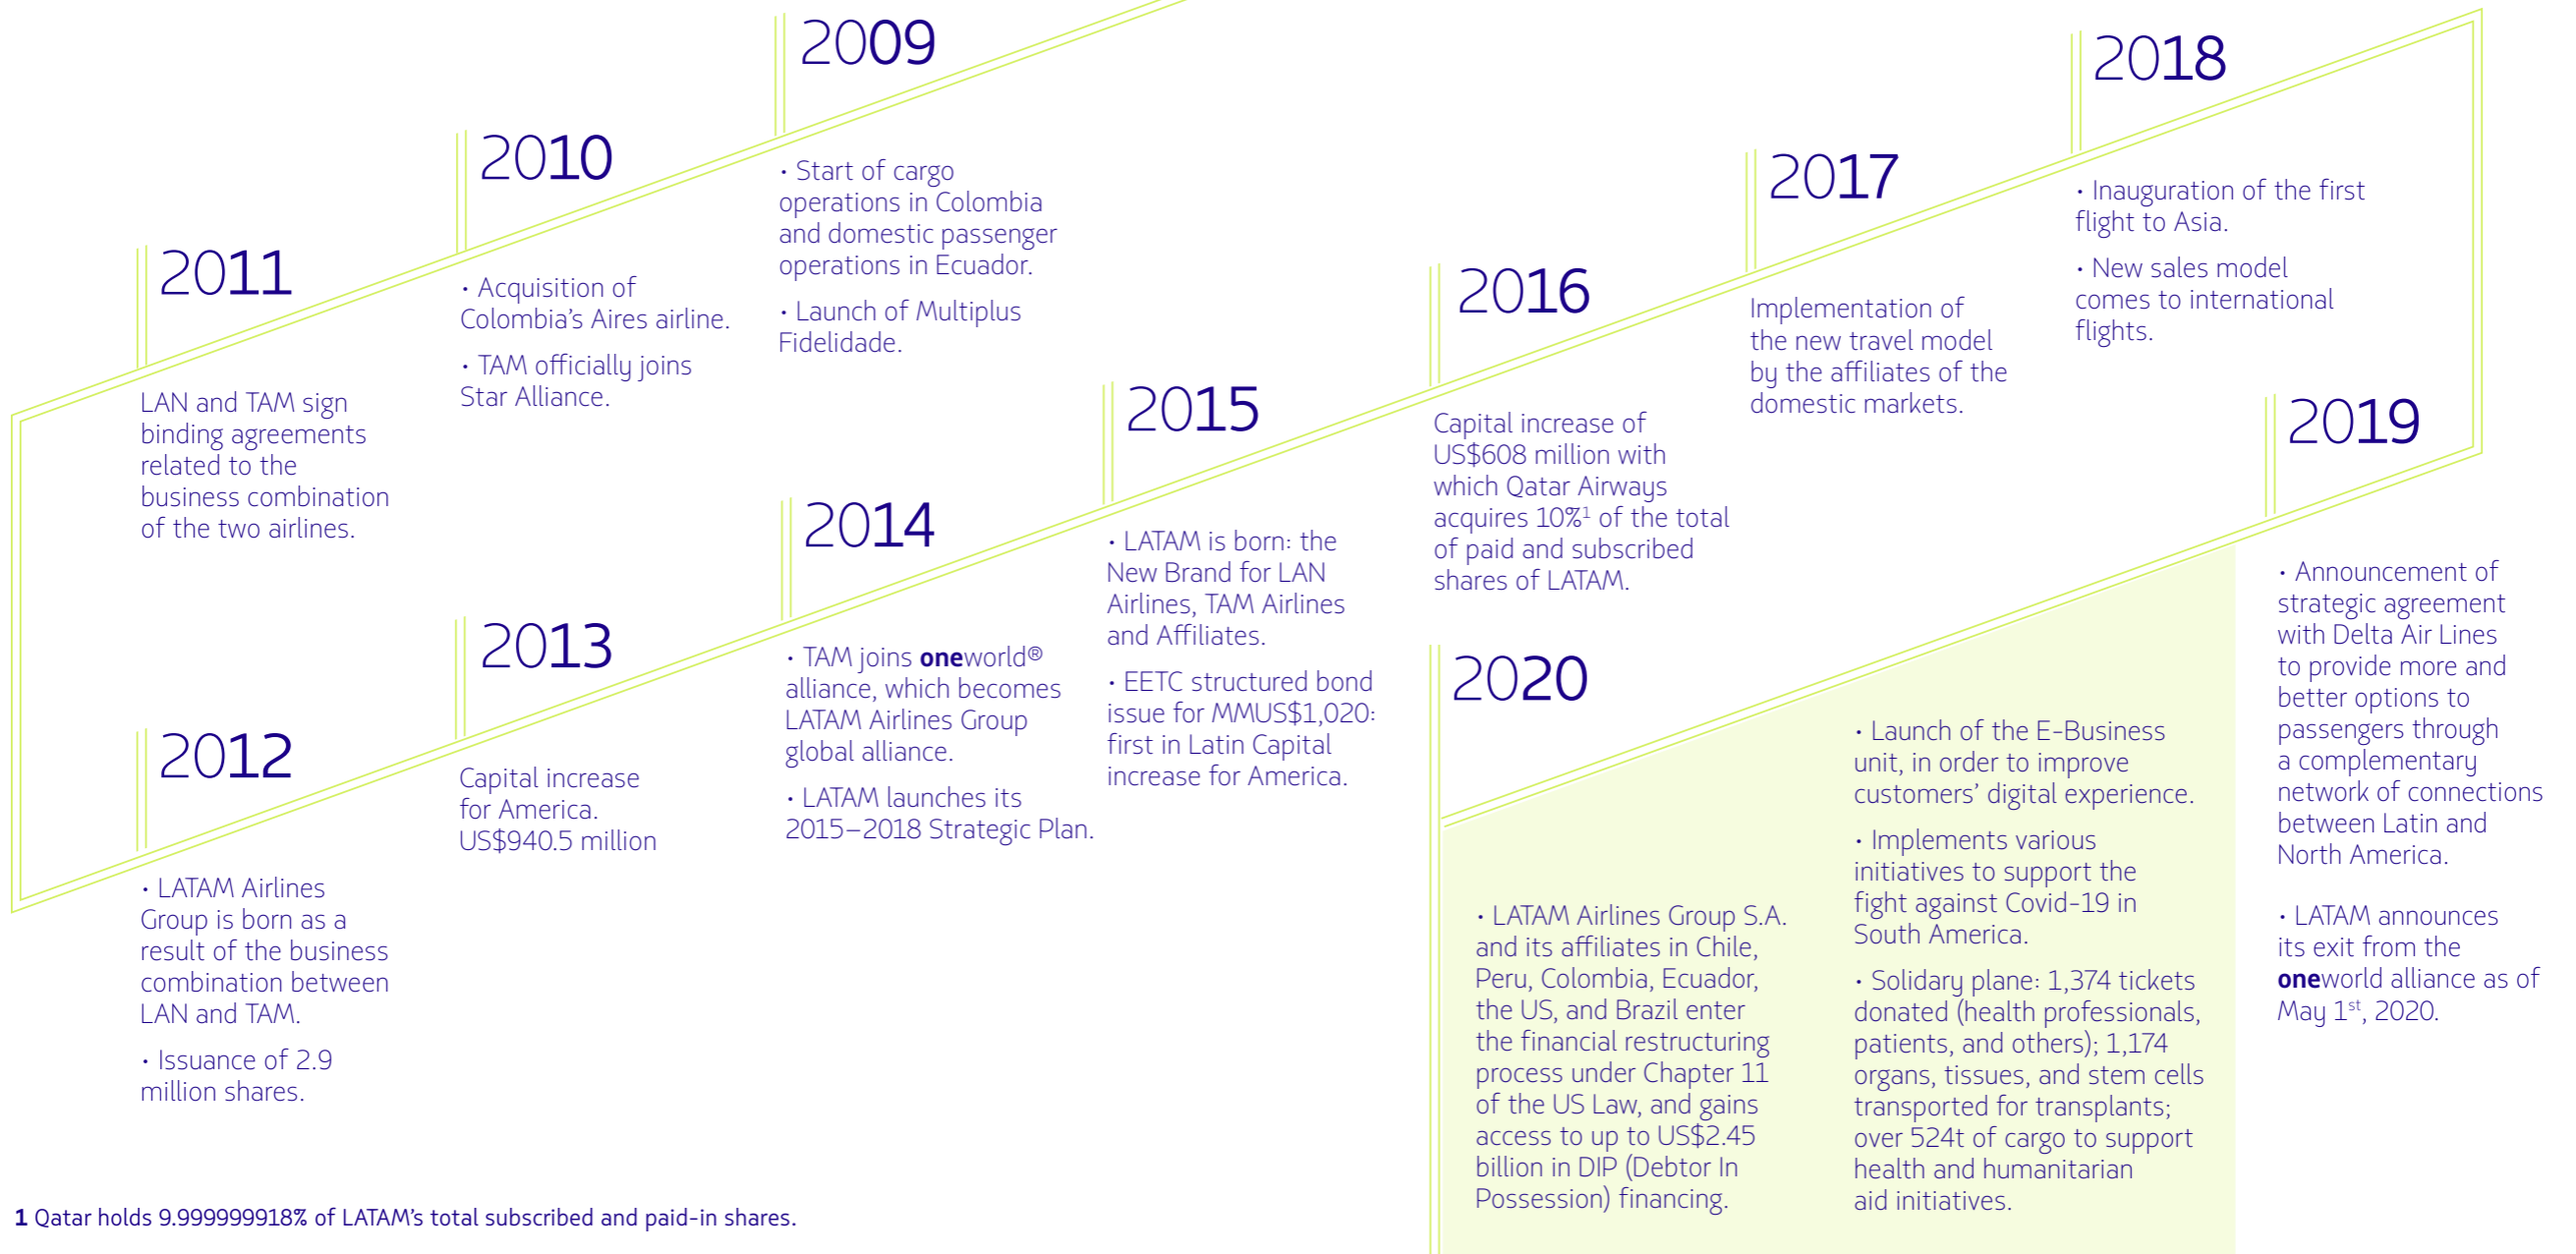 2009
• Start of cargo
operations in Colombia
and domestic passenger
operations in Ecuador.
• Launch of Multiplus
Fidelidade.
2010
• Acquisition of
Colombia’s Aires airline.
• TAM officially joins
Star Alliance.
2011
LAN and TAM sign
binding agreements
related to the
business combination
of the two airlines.
2012
• LATAM Airlines
Group is born as a
result of the business
combination between
LAN and TAM.
• Issuance of 2.9
million shares.
2013
Capital increase
for America.
US$940.5 million
2014
• TAM joins oneworld®
alliance, which becomes
LATAM Airlines Group
global alliance.
• LATAM launches its
2015–2018 Strategic Plan.
2015
• LATAM is born: the
New Brand for LAN
Airlines, TAM Airlines
and Affiliates.
• EETC structured bond
issue for MMUS$1,020:
first in Latin Capital
increase for America.
2016
Capital increase of
US$608 million with
which Qatar Airways
acquires 10%¹ of the total
of paid and subscribed
shares of LATAM.
2017
Implementation of
the new travel model
by the affiliates of the
domestic markets.
2018
• Inauguration of the first
flight to Asia.
• New sales model
comes to international
flights.
2019
• Announcement of
strategic agreement
with Delta Air Lines
to provide more and
better options to
passengers through
a complementary
network of connections
between Latin and
North America.
• LATAM announces
its exit from the
oneworld alliance as of
May 1st, 2020.
2020
• LATAM Airlines Group S.A.
and its affiliates in Chile,
Peru, Colombia, Ecuador,
the US, and Brazil enter
the financial restructuring
process under Chapter 11
of the US Law, and gains
access to up to US$2.45
billion in DIP (Debtor In
Possession) financing.
• Launch of the E-Business
unit, in order to improve
customers’ digital experience.
• Implements various
initiatives to support the
fight against Covid-19 in
South America.
• Solidary plane: 1,374 tickets
donated (health professionals,
patients, and others); 1,174
organs, tissues, and stem cells
transported for transplants;
over 524t of cargo to support
health and humanitarian
aid initiatives.
1 Qatar holds 9.999999918% of LATAM’s total subscribed and paid-in shares.